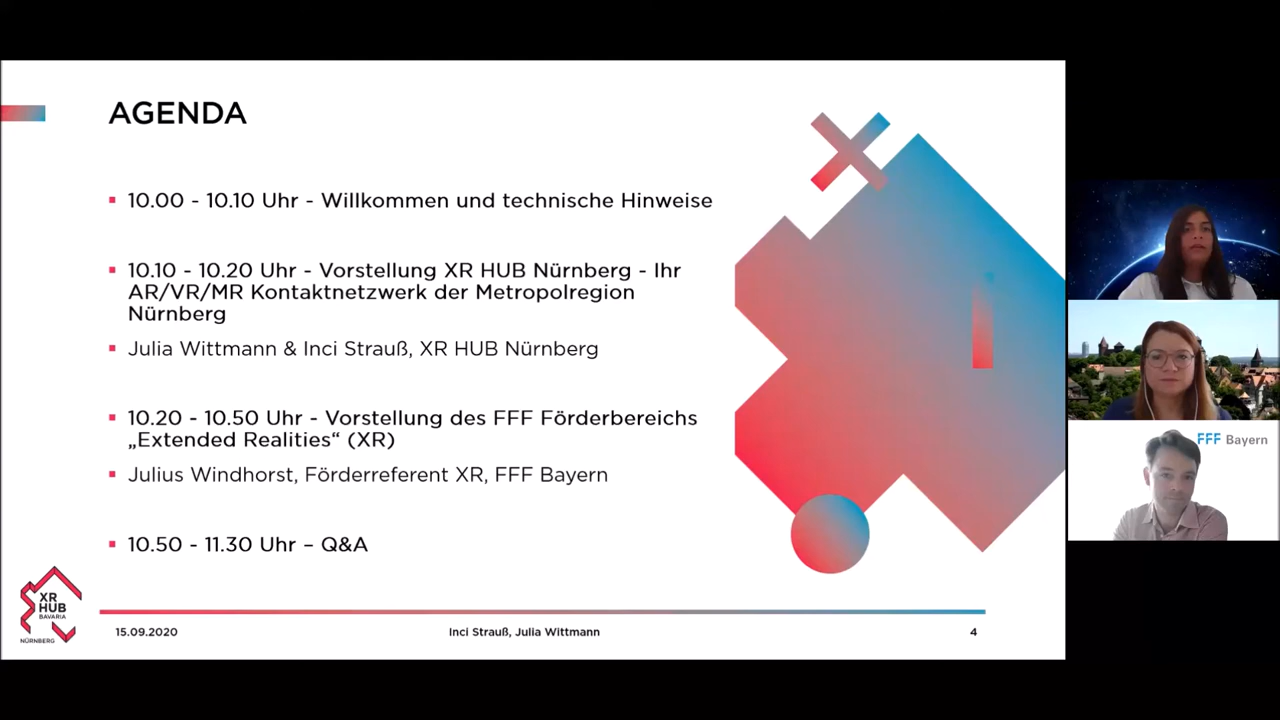 AGENDA
10.00 - 10.10 Uhr - Willkommen und technische Hinweise
10.10 - 10.20 Uhr - Vorstellung XR HUB Nürnberg - Ihr
AR/VR/MR Kontaktnetzwerk der Metropolregion
Nürnberg
Julia Wittmann & Inci Strauß, XR HUB Nürnberg
10.20 - 10.50 Uhr - Vorstellung des FFF Förderbereichs
„Extended Realities“ (XR)
Julius Windhorst, Förderreferent XR, FFF Bayern
10.50 - 11.30 Uhr – Q&A
XR
HUB
BAVARIA
NÜRNBERG
15.09.2020
Inci Strauß, Julia Wittmann
4
FFF Bayern